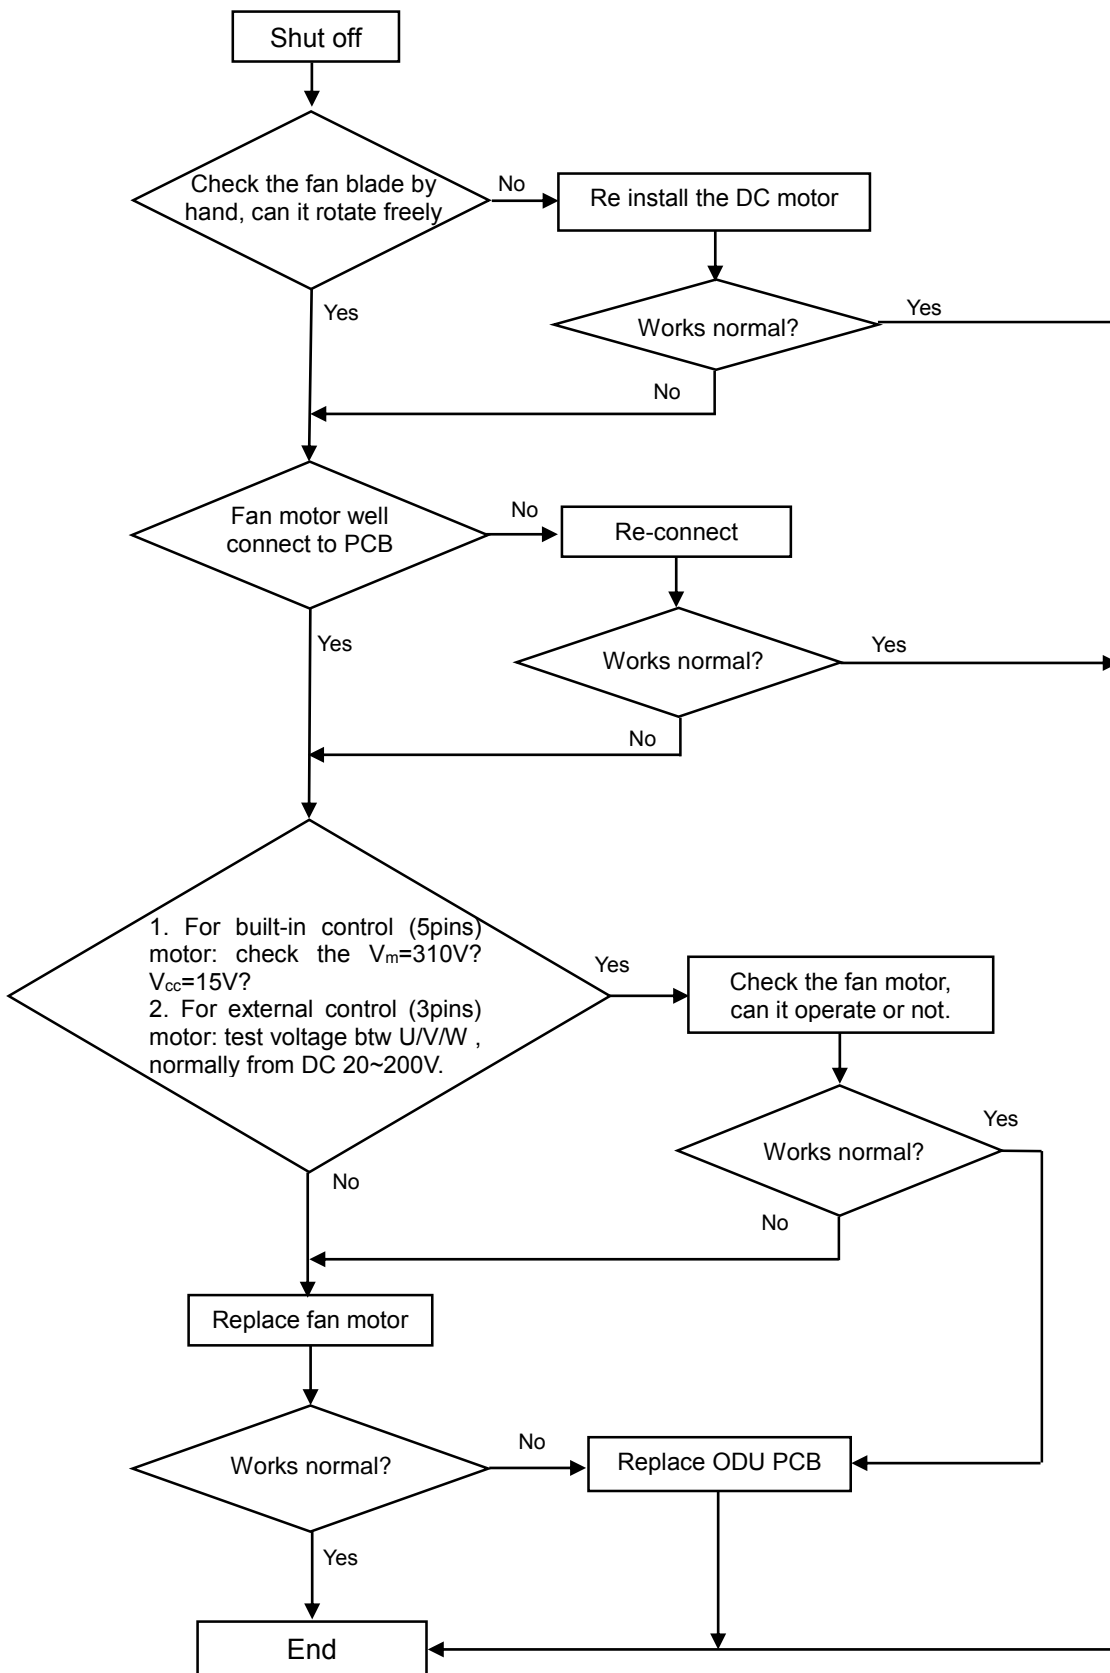 Shut off
Check the fan blade by
hand, can it rotate freely
No
Re install the DC motor
Yes
Works normal?
Yes
No
Fan motor well
connect to PCB
No
Re-connect
Yes
Works normal?
Yes
No
1. For built-in control (5pins)
motor: check the Vm=310V?
Vcc=15V?
2. For external control (3pins)
motor: test voltage btw U/V/W ,
normally from DC 20~200V.
Yes
Check the fan motor,
can it operate or not.
Works normal?
Yes
No
No
Replace fan motor
Works normal?
No
Replace ODU PCB
Yes
End